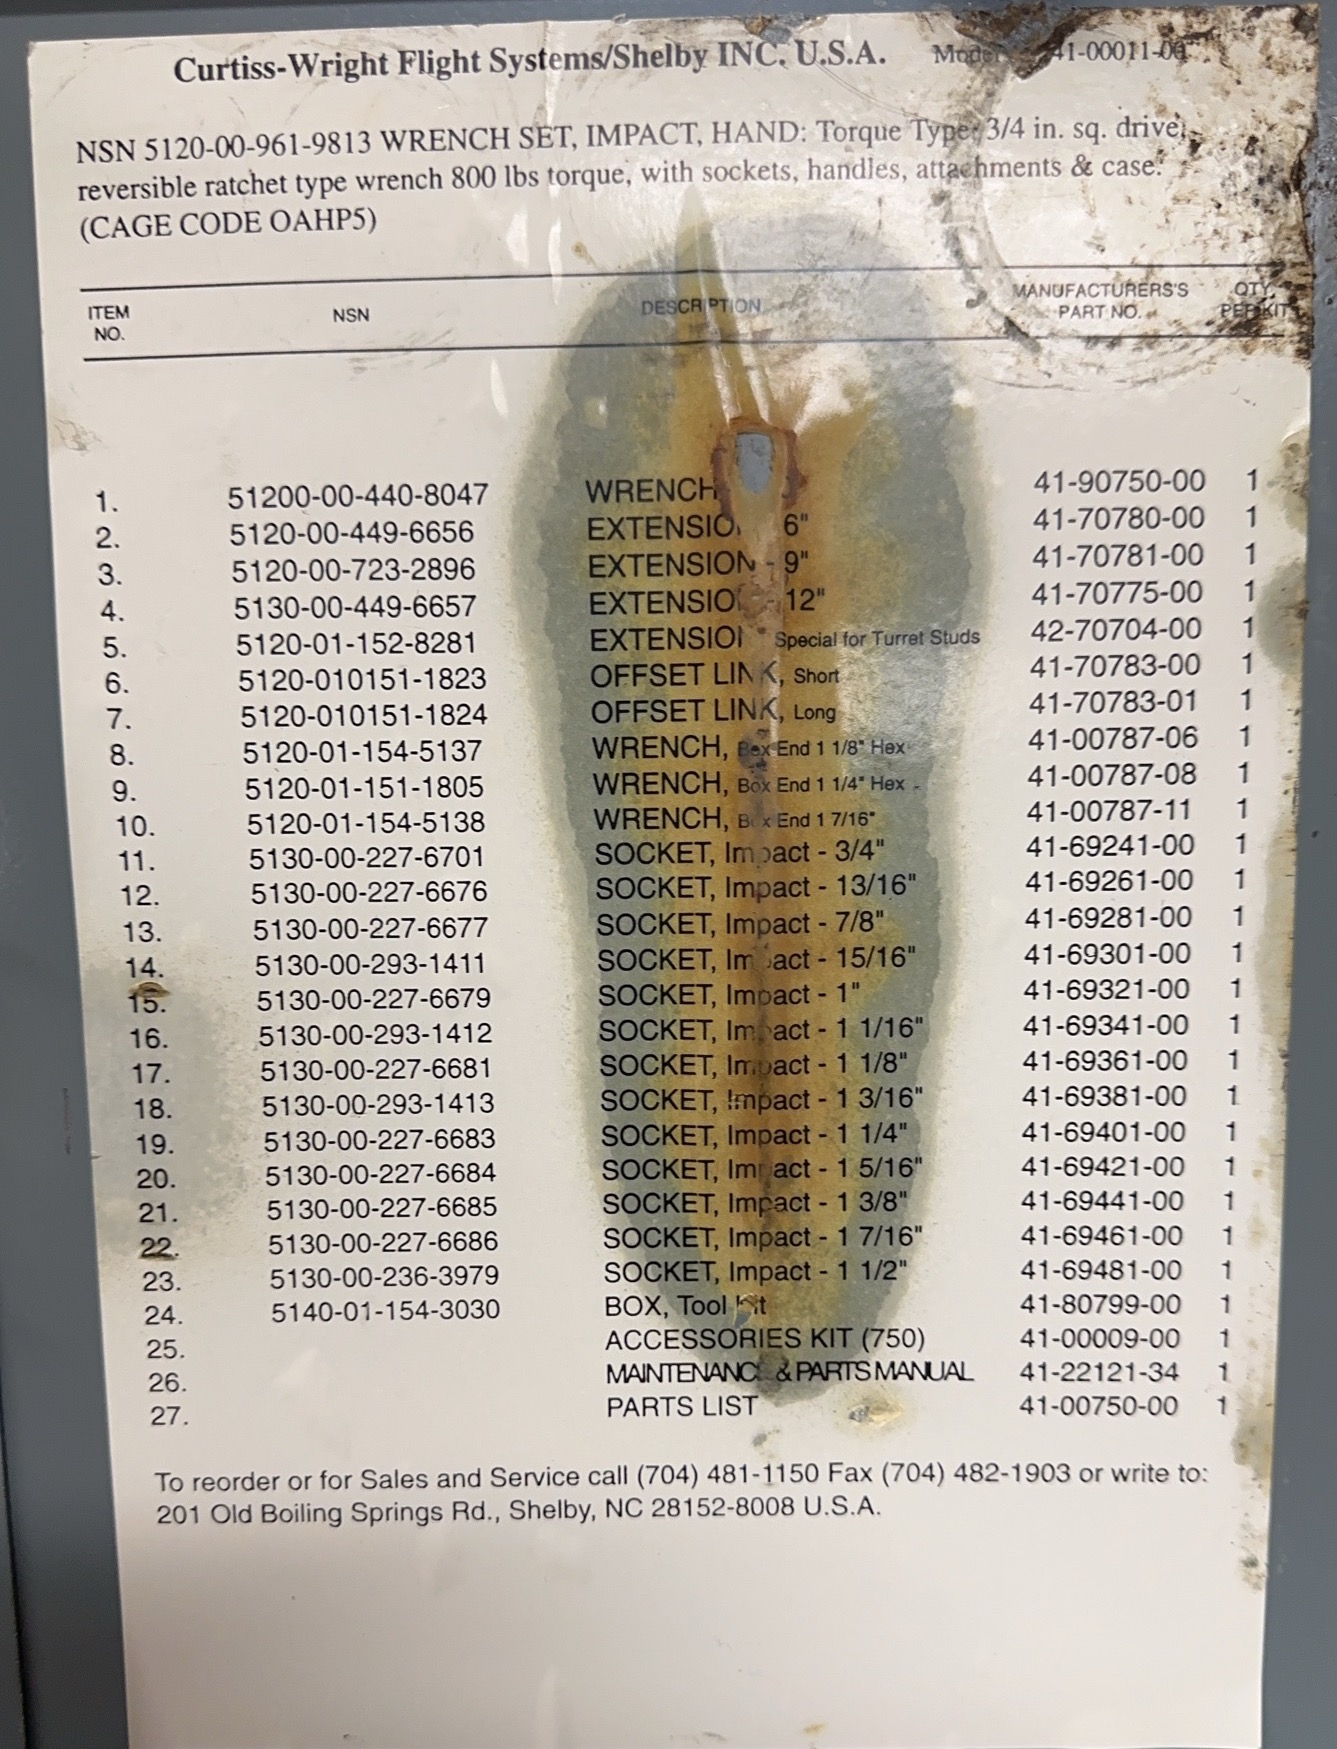 Curtiss-Wright Flight Systems/Shelby INC. U.S.A. 41-00011-00
NSN 5120-00-961-9813 WRENCH SET, IMPACT, HAND: Torque Type: 3/4 in. sq. drive,
reversible ratchet type wrench 800 lbs torque, with sockets, handles, attachments & case.
(CAGE CODE OAHP5)
ITEM NO. NSN DESCRIPTION MANUFACTURERS'S PART NO. QTY. PER KIT
1. 51200-00-440-8047 WRENCH 41-90750-00 1
2. 5120-00-449-6656 EXTENSION 6" 41-70780-00 1
3. 5120-00-723-2896 EXTENSION - 9" 41-70781-00 1
4. 5130-00-449-6657 EXTENSION - 12" 41-70775-00 1
5. 5120-01-152-8281 EXTENSION - Special for Turret Studs 42-70704-00 1
6. 5120-010151-1823 OFFSET LINK, Short 41-70783-00 1
7. 5120-010151-1824 OFFSET LINK, Long 41-70783-01 1
8. 5120-01-154-5137 WRENCH, Box End 1 1/8" Hex 41-00787-06 1
9. 5120-01-151-1805 WRENCH, Box End 1 1/4" Hex 41-00787-08 1
10. 5120-01-154-5138 WRENCH, Box End 1 7/16" 41-00787-11 1
11. 5130-00-227-6701 SOCKET, Impact - 3/4" 41-69241-00 1
12. 5130-00-227-6676 SOCKET, Impact - 13/16" 41-69261-00 1
13. 5130-00-227-6677 SOCKET, Impact - 7/8" 41-69281-00 1
14. 5130-00-293-1411 SOCKET, Impact - 15/16" 41-69301-00 1
15. 5130-00-227-6679 SOCKET, Impact - 1" 41-69321-00 1
16. 5130-00-293-1412 SOCKET, Impact - 1 1/16" 41-69341-00 1
17. 5130-00-227-6681 SOCKET, Impact - 1 1/8" 41-69361-00 1
18. 5130-00-293-1413 SOCKET, Impact - 1 3/16" 41-69381-00 1
19. 5130-00-227-6683 SOCKET, Impact - 1 1/4" 41-69401-00 1
20. 5130-00-227-6684 SOCKET, Impact - 1 5/16" 41-69421-00 1
21. 5130-00-227-6685 SOCKET, Impact - 1 3/8" 41-69441-00 1
22. 5130-00-227-6686 SOCKET, Impact - 1 7/16" 41-69461-00 1
23. 5130-00-236-3979 SOCKET, Impact - 1 1/2" 41-69481-00 1
24. 5140-01-154-3030 BOX, Tool Kit 41-80799-00 1
25. ACCESSORIES KIT (750) 41-00009-00 1
26. MAINTENANCE & PARTS MANUAL 41-22121-34 1
27. PARTS LIST 41-00750-00 1
To reorder or for Sales and Service call (704) 481-1150 Fax (704) 482-1903 or write to:
201 Old Boiling Springs Rd., Shelby, NC 28152-8008 U.S.A.